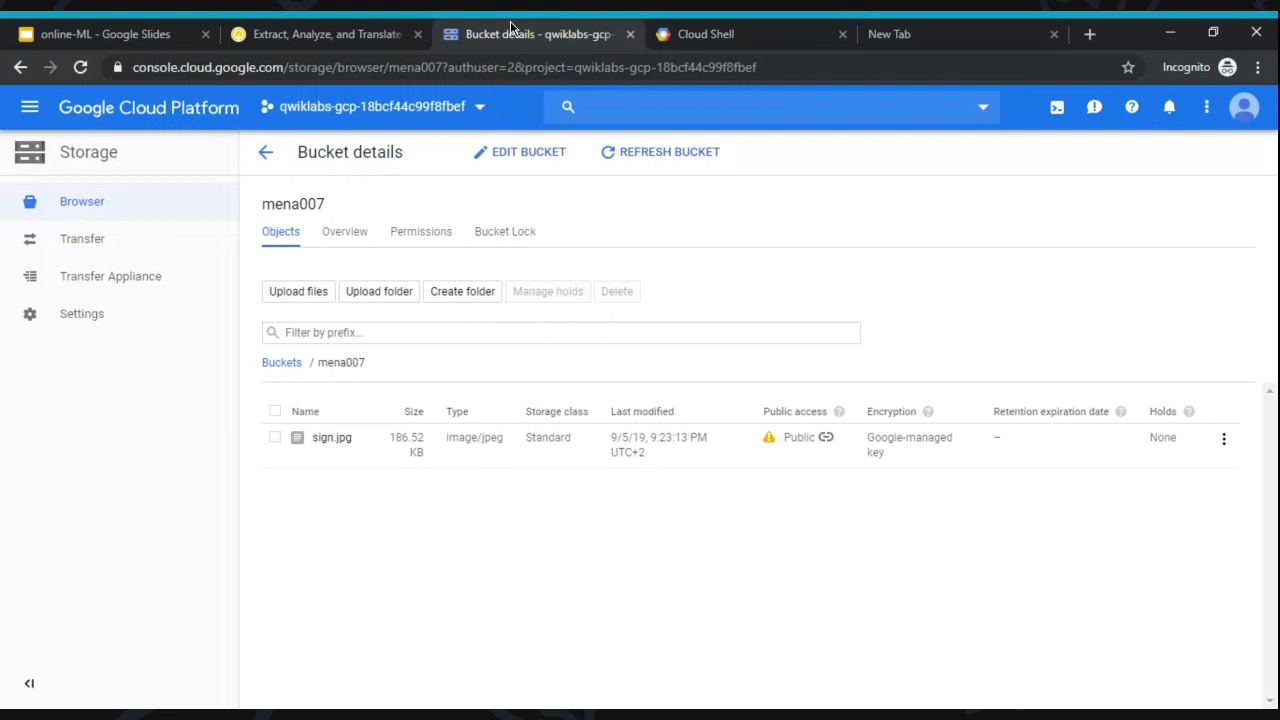 online-ML - Google Slides
Extract, Analyze, and Translate
Bucket details - qwiklabs-gcp-
Cloud Shell
New Tab
console.cloud.google.com/storage/browser/mena007?authuser=2&project=qwiklabs-gcp-18bcf44c99f8fbef
Incognito
Google Cloud Platform
qwiklabs-gcp-18bcf44c99f8fbef
Storage
Bucket details
EDIT BUCKET
REFRESH BUCKET
Browser
Transfer
Transfer Appliance
Settings
mena007
Objects Overview Permissions Bucket Lock
Upload files Upload folder Create folder Manage holds Delete
Filter by prefix...
Buckets / mena007
Name Size Type Storage class Last modified Public access Encryption Retention expiration date Holds
sign.jpg 186.52 image/jpeg Standard 9/5/19, 9:23:13 PM Public Google-managed – None
KB UTC+2 key